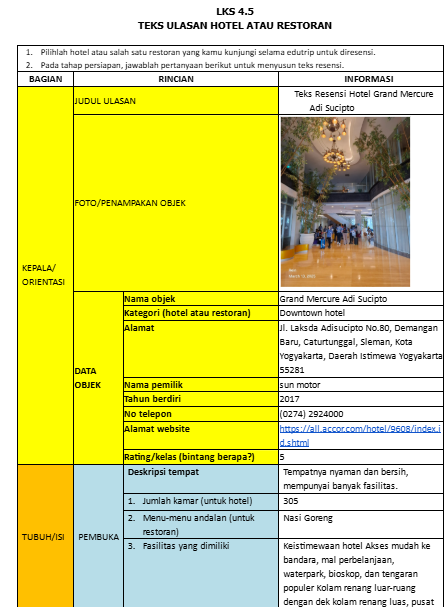 LKS 4.5
TEKS ULASAN HOTEL ATAU RESTORAN
1. Pilihlah hotel atau salah satu restoran yang kamu kunjungi selama edutrip untuk diresensi.
2. Pada tahap persiapan, jawablah pertanyaan berikut untuk menyusun teks resensi.
BAGIAN RINCIAN INFORMASI
KEPALA/
ORIENTASI
JUDUL ULASAN
Teks Resensi Hotel Grand Mercure
Adi Sucipto
FOTO/PENAMPAKAN OBJEK
DATA
OBJEK
Nama objek Grand Mercure Adi Sucipto
Kategori (hotel atau restoran) Downtown hotel
Alamat Jl. Laksda Adisucipto No.80, Demangan
Baru, Caturtunggal, Sleman, Kota
Yogyakarta, Daerah Istimewa Yogyakarta
55281
Nama pemilik sun motor
Tahun berdiri 2017
No telepon (0274) 2924000
Alamat website https://all.accor.com/hotel/9608/index.i
d.shtml
Rating/kelas (bintang berapa?) 5
TUBUH/ISI
PEMBUKA
Deskripsi tempat Tempatnya nyaman dan bersih,
mempunyai banyak fasilitas.
1. Jumlah kamar (untuk hotel) 305
2. Menu-menu andalan (untuk
restoran)
Nasi Goreng
3. Fasilitas yang dimiliki Keistimewaan hotel Akses mudah ke
bandara, mal perbelanjaan,
waterpark, bioskop, dan tengaran
populer Kolam renang luar-ruang
dengan dek kolam renang luas, pusat